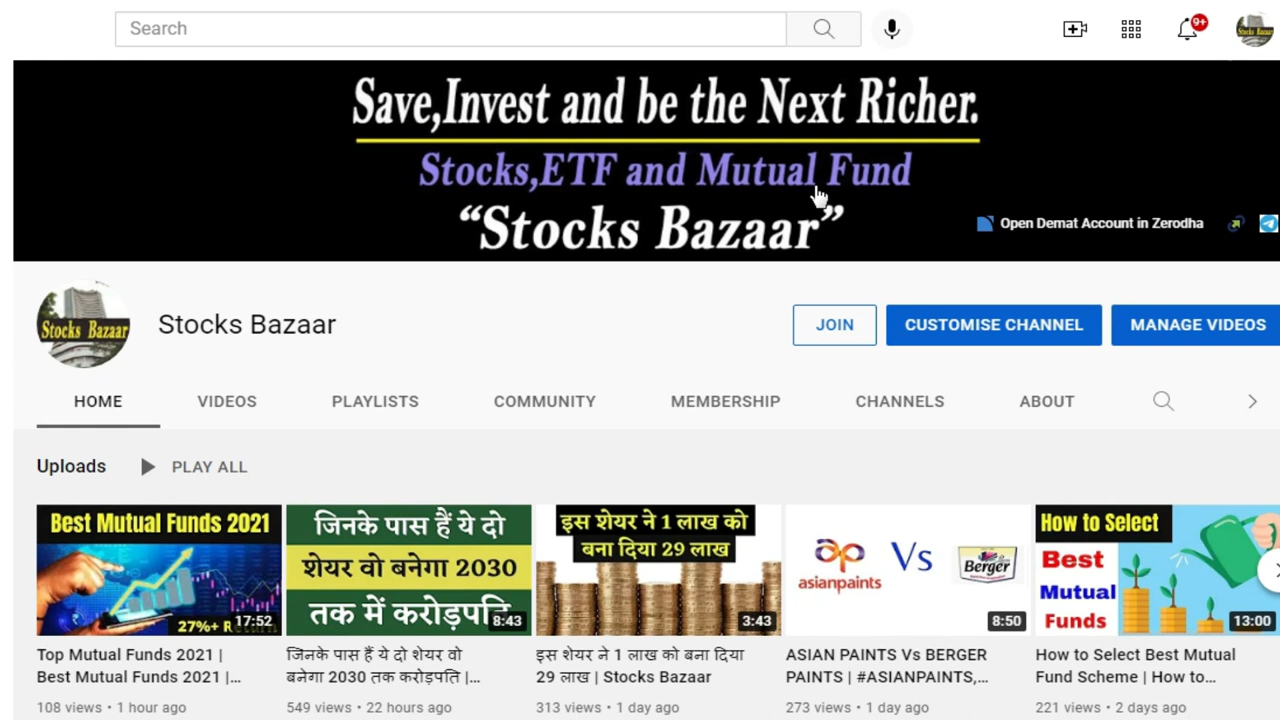 Search
9+
Save,Invest and be the Next Richer.
Stocks,ETF and Mutual Fund
“Stocks Bazaar”
Open Demat Account in Zerodha
Stocks Bazaar
Stocks Bazaar
JOIN
CUSTOMISE CHANNEL
MANAGE VIDEOS
HOME
VIDEOS
PLAYLISTS
COMMUNITY
MEMBERSHIP
CHANNELS
ABOUT
Uploads
PLAY ALL
Best Mutual Funds 2021
27%+ R
17:52
जिनके पास हैं ये दो
शेयर वो बनेगा 2030
तक में करोड़पति
8:43
इस शेयर ने 1 लाख को
बना दिया 29 लाख
3:43
ap
asianpaints
Vs
Berger
8:50
How to Select
Best
Mutual
Funds
13:00
Top Mutual Funds 2021 |
Best Mutual Funds 2021 |...
108 views • 1 hour ago
जिनके पास हैं ये दो शेयर वो
बनेगा 2030 तक करोड़पति |...
549 views • 22 hours ago
इस शेयर ने 1 लाख को बना दिया
29 लाख | Stocks Bazaar
313 views • 1 day ago
ASIAN PAINTS Vs BERGER
PAINTS | #ASIANPAINTS,...
273 views • 1 day ago
How to Select Best Mutual
Fund Scheme | How to...
221 views • 2 days ago